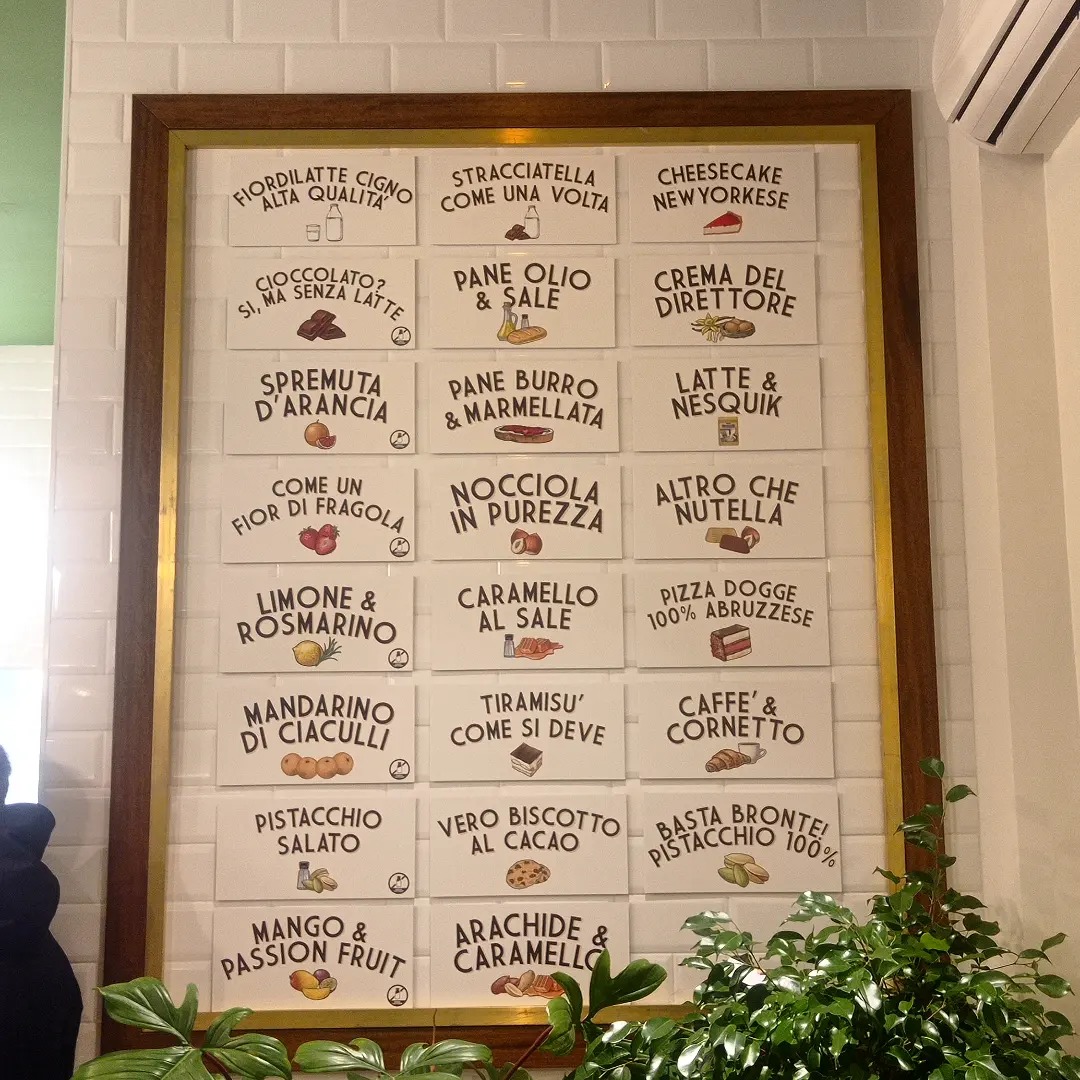 FIORDILATTE CIGNO
ALTA QUALITA'
STRACCIATELLA
COME UNA VOLTA
CHEESECAKE
NEWYORKESE
CIOCCOLATO?
SI, MA SENZA LATTE
PANE OLIO
& SALE
CREMA DEL
DIRETTORE
SPREMUTA
D'ARANCIA
PANE BURRO
& MARMELLATA
LATTE &
NESQUIK
COME UN
FIOR DI FRAGOLA
NOCCIOLA
IN PUREZZA
ALTRO CHE
NUTELLA
LIMONE &
ROSMARINO
CARAMELLO
AL SALE
PIZZA DOGGE
100% ABRUZZESE
MANDARINO
DI CIACULLI
TIRAMISU'
COME SI DEVE
CAFFE' &
CORNETTO
PISTACCHIO
SALATO
VERO BISCOTTO
AL CACAO
BASTA BRONTE!
PISTACCHIO 100%
MANGO &
PASSION FRUIT
ARACHIDE &
CARAMELLO